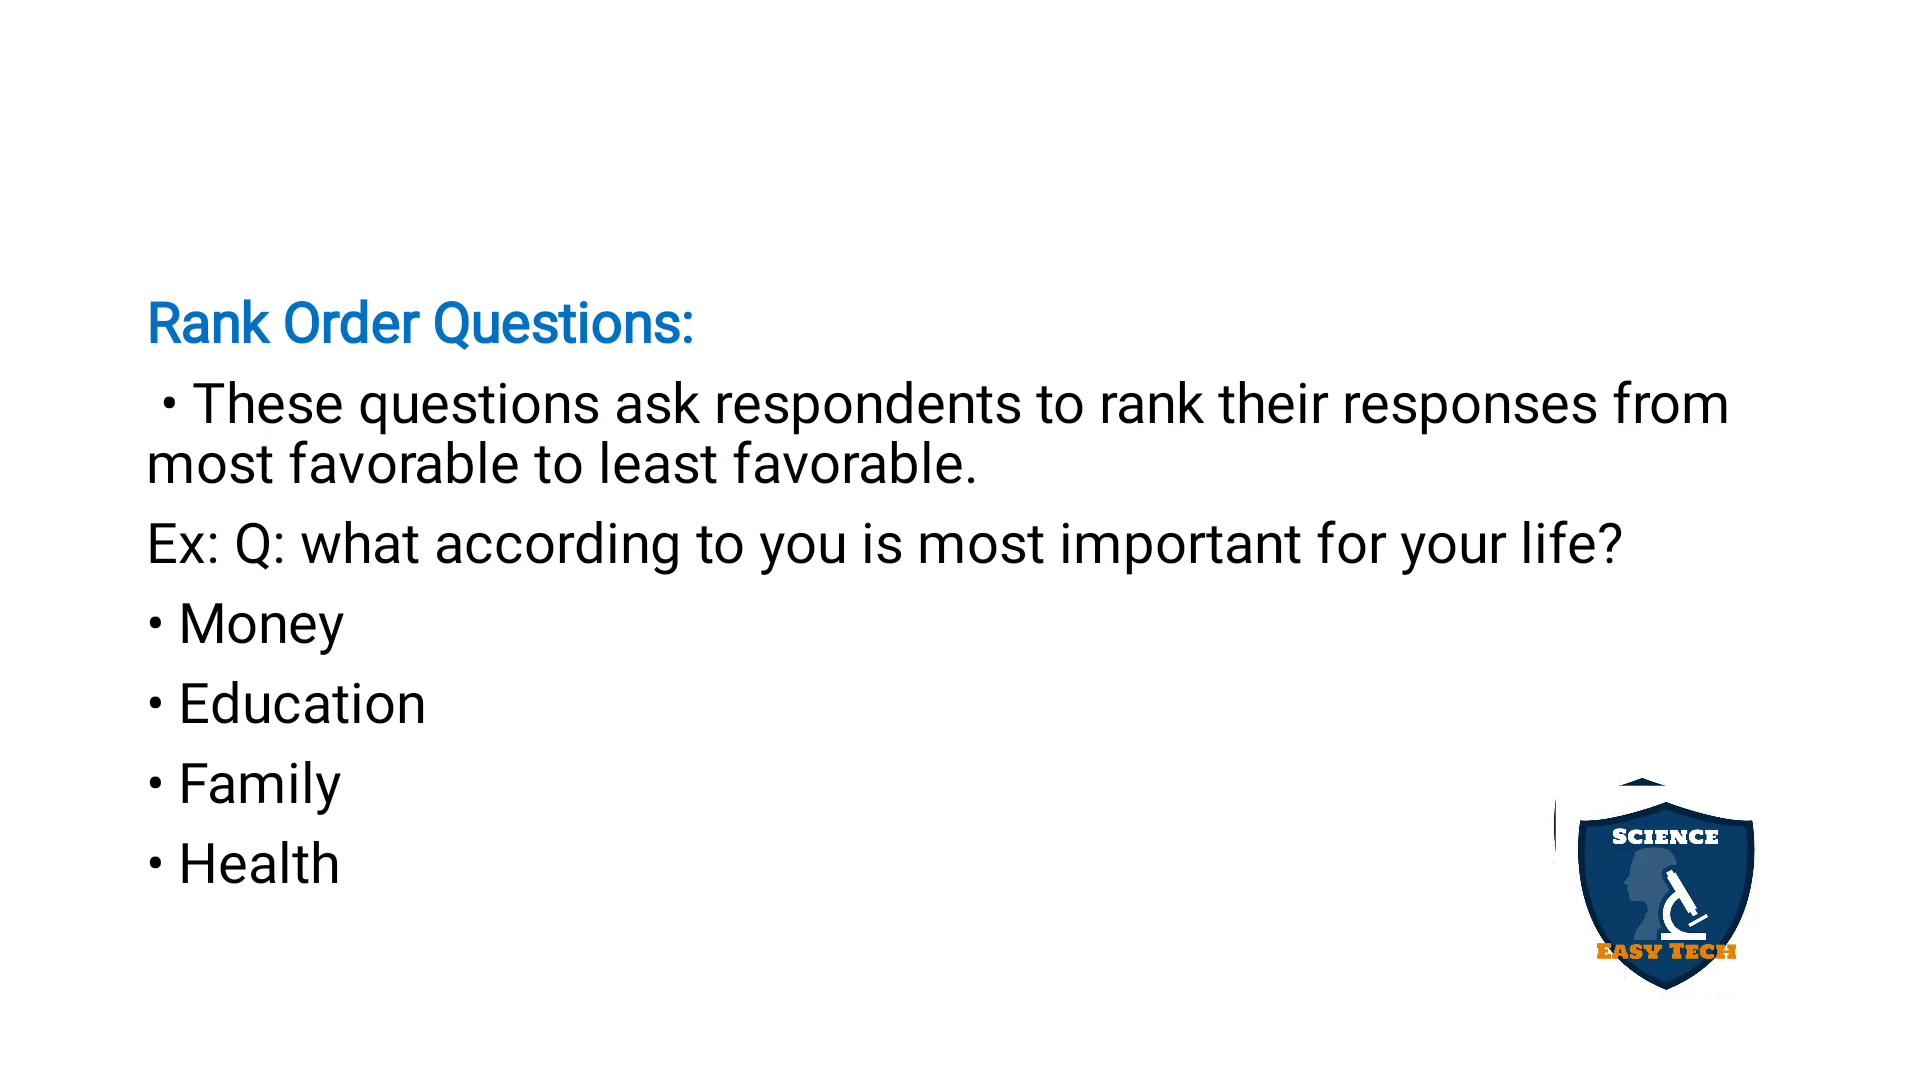 Rank Order Questions:
• These questions ask respondents to rank their responses from
most favorable to least favorable.
Ex: Q: what according to you is most important for your life?
• Money
• Education
• Family
• Health
SCIENCE
EASY TECH